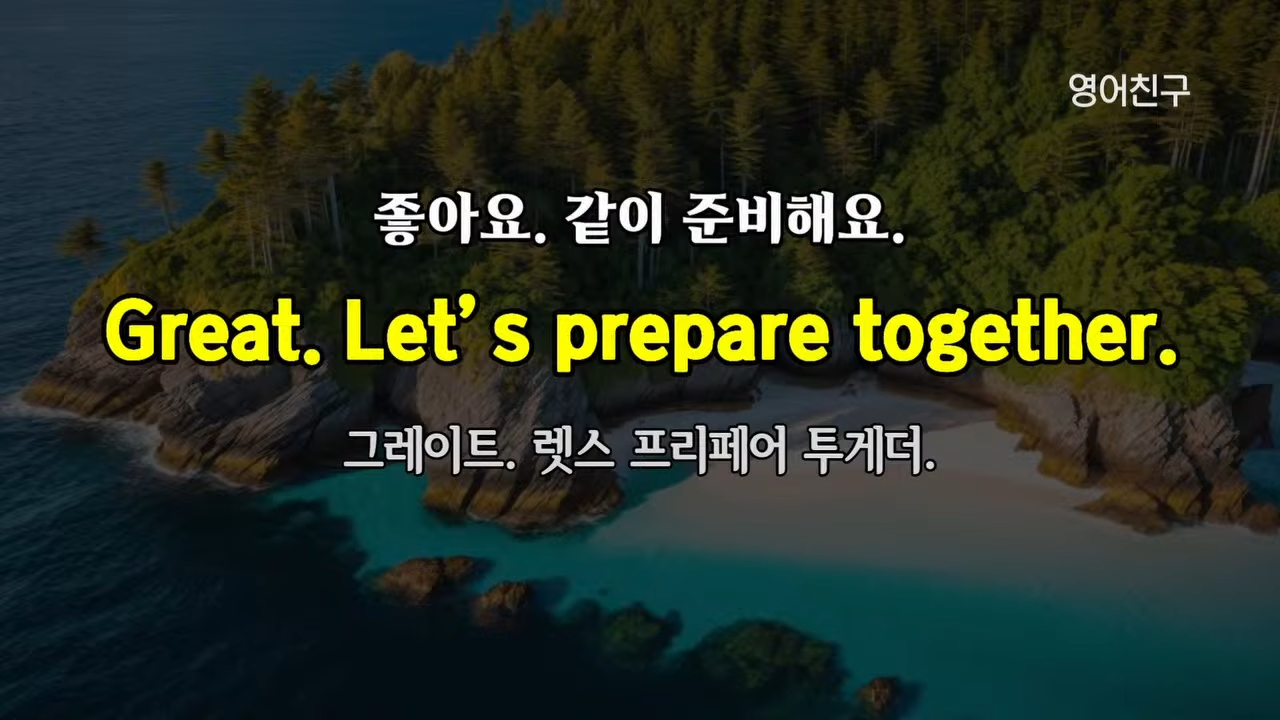 영어친구
좋아요. 같이 준비해요.
Great. Let’s prepare together.
그레이트. 렛스 프리페어 투게더.